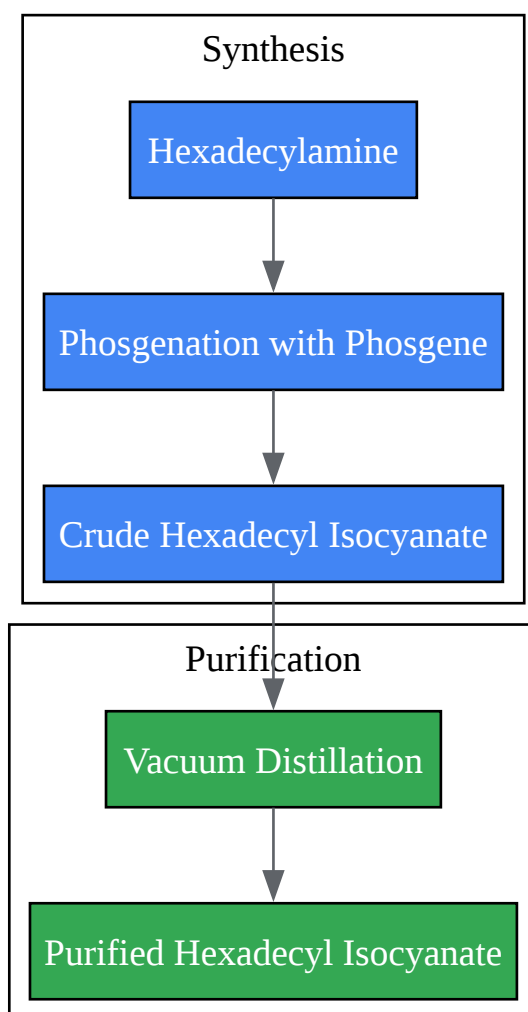 Synthesis
Hexadecylamine
Phosgenation with Phosgene
Crude Hexadecyl Isocyanate
Purification
Vacuum Distillation
Purified Hexadecyl Isocyanate